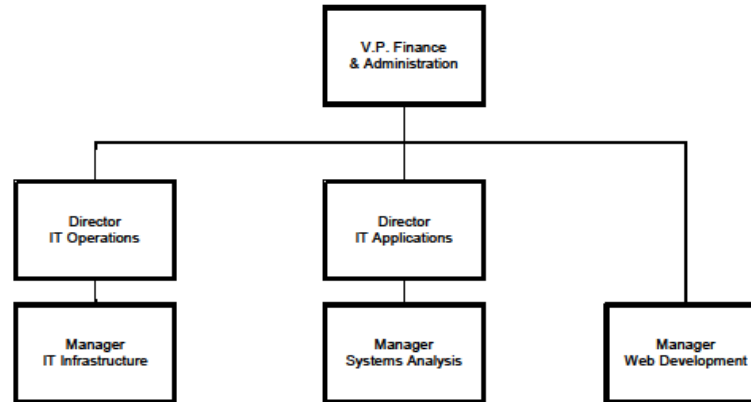 V.P. Finance
& Administration
Director
IT Operations
Director
IT Applications
Manager
IT Infrastructure
Manager
Systems Analysis
Manager
Web Development